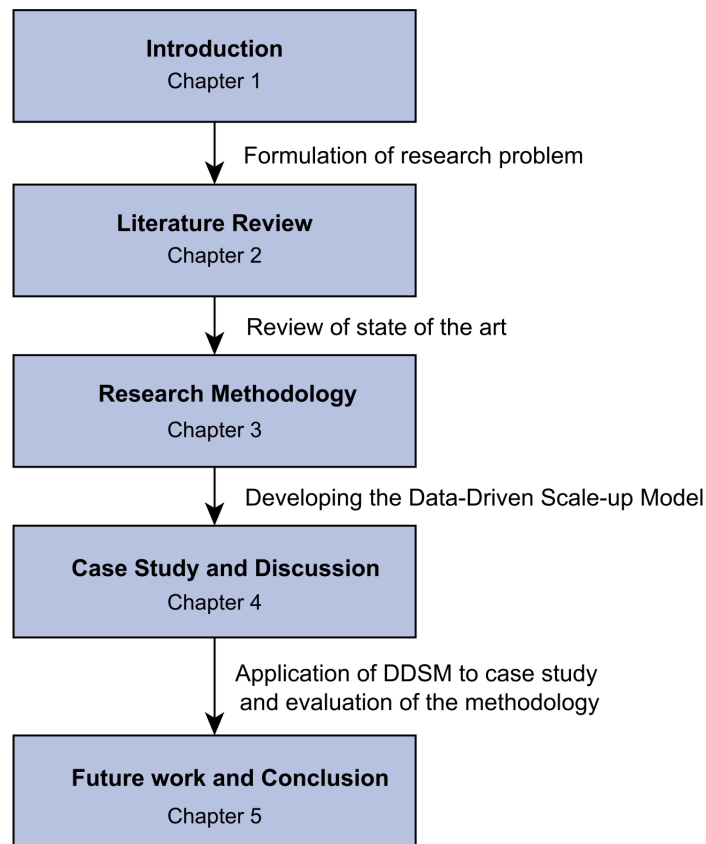 Introduction
Chapter 1
Formulation of research problem
Literature Review
Chapter 2
Review of state of the art
Research Methodology
Chapter 3
Developing the Data-Driven Scale-up Model
Case Study and Discussion
Chapter 4
Application of DDSM to case study
and evaluation of the methodology
Future work and Conclusion
Chapter 5